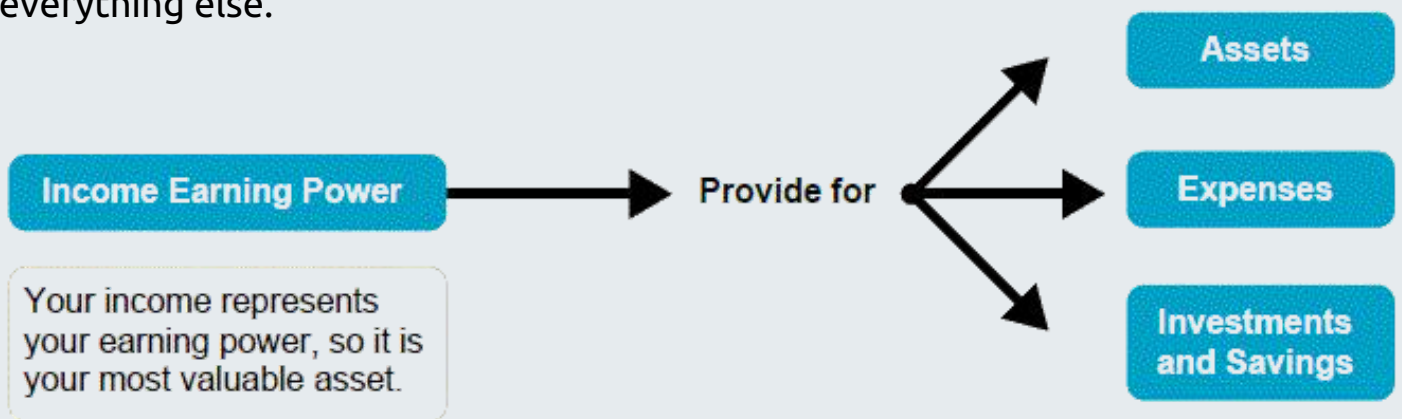 everything else.
Assets
Income Earning Power
Provide for
Expenses
Your income represents
your earning power, so it is
your most valuable asset.
Investments
and Savings